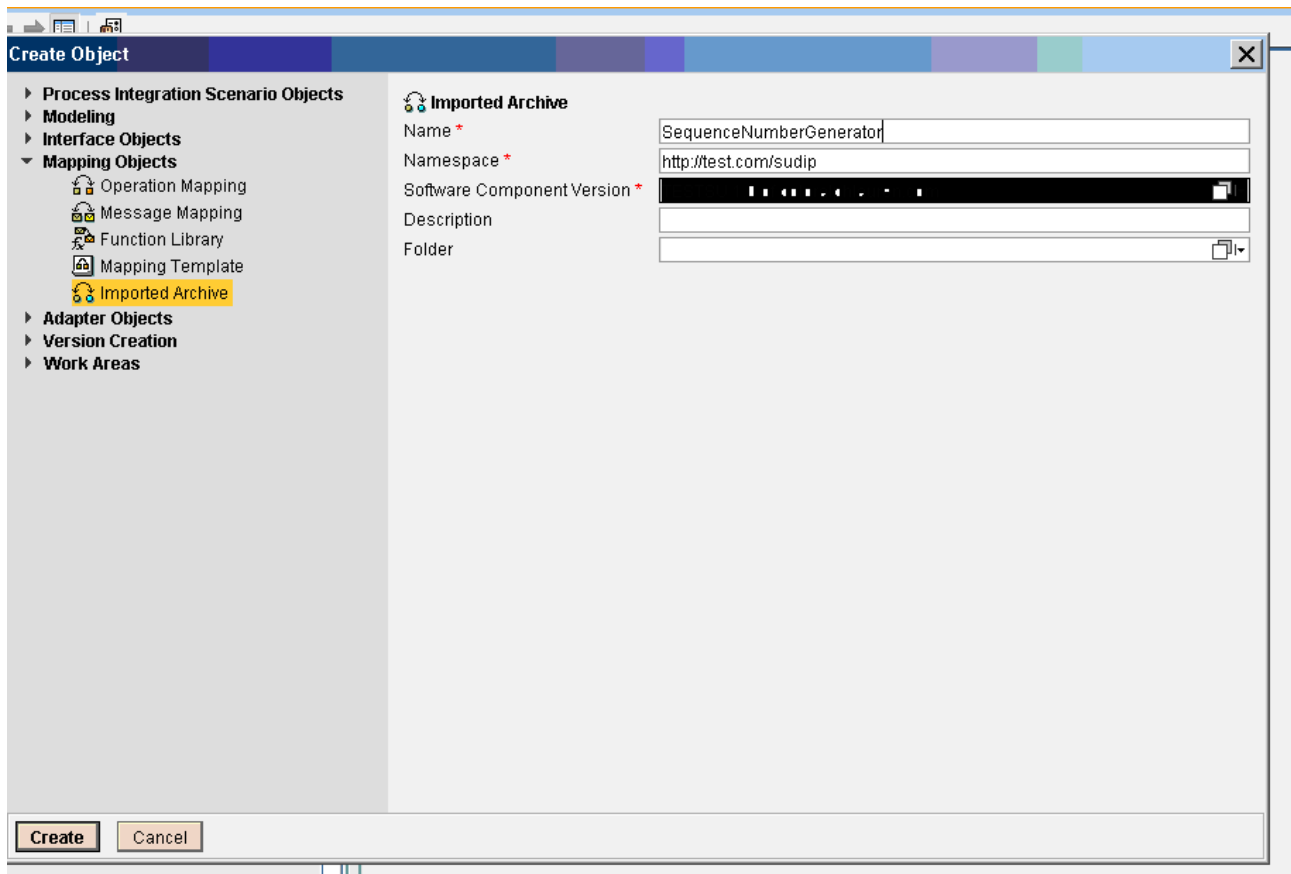 Create Object
Process Integration Scenario Objects
Modeling
Interface Objects
Mapping Objects
Operation Mapping
Message Mapping
Function Library
Mapping Template
Imported Archive
Adapter Objects
Version Creation
Work Areas
Imported Archive
Name * SequenceNumberGenerator
Namespace * http://test.com/sudip
Software Component Version *
Description
Folder
Create Cancel